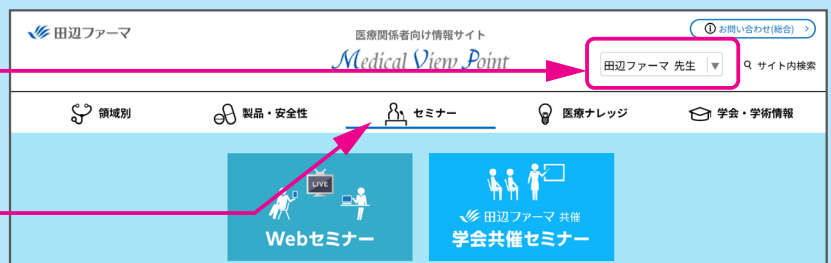 田辺ファーマ
医療関係者向け情報サイト
Medical View Point
お問い合わせ(総合)
田辺ファーマ 先生
サイト内検索
領域別
製品・安全性
セミナー
医療ナレッジ
学会・学術情報
LIVE
Webセミナー
田辺ファーマ 共催
学会共催セミナー